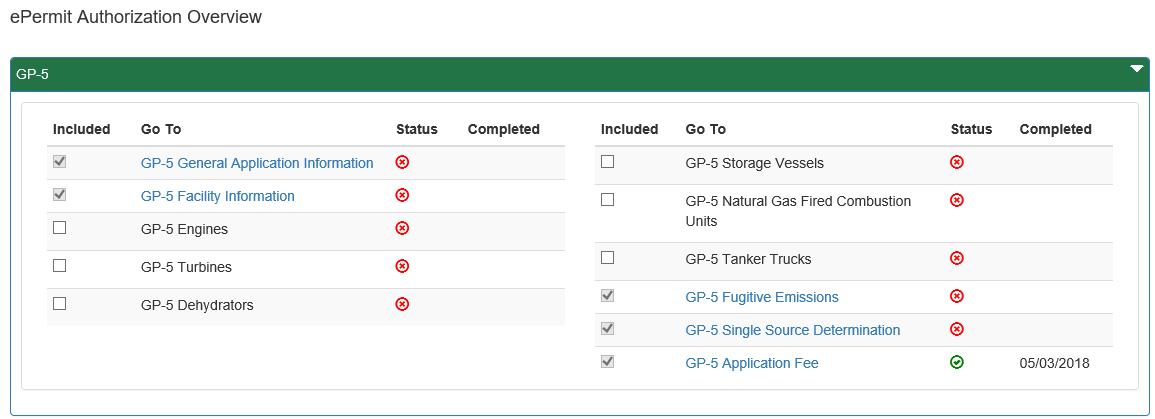 ePermit Authorization Overview
GP-5
Included Go To Status Completed
GP-5 General Application Information
GP-5 Facility Information
GP-5 Engines
GP-5 Turbines
GP-5 Dehydrators
Included Go To Status Completed
GP-5 Storage Vessels
GP-5 Natural Gas Fired Combustion
Units
GP-5 Tanker Trucks
GP-5 Fugitive Emissions
GP-5 Single Source Determination
GP-5 Application Fee 05/03/2018